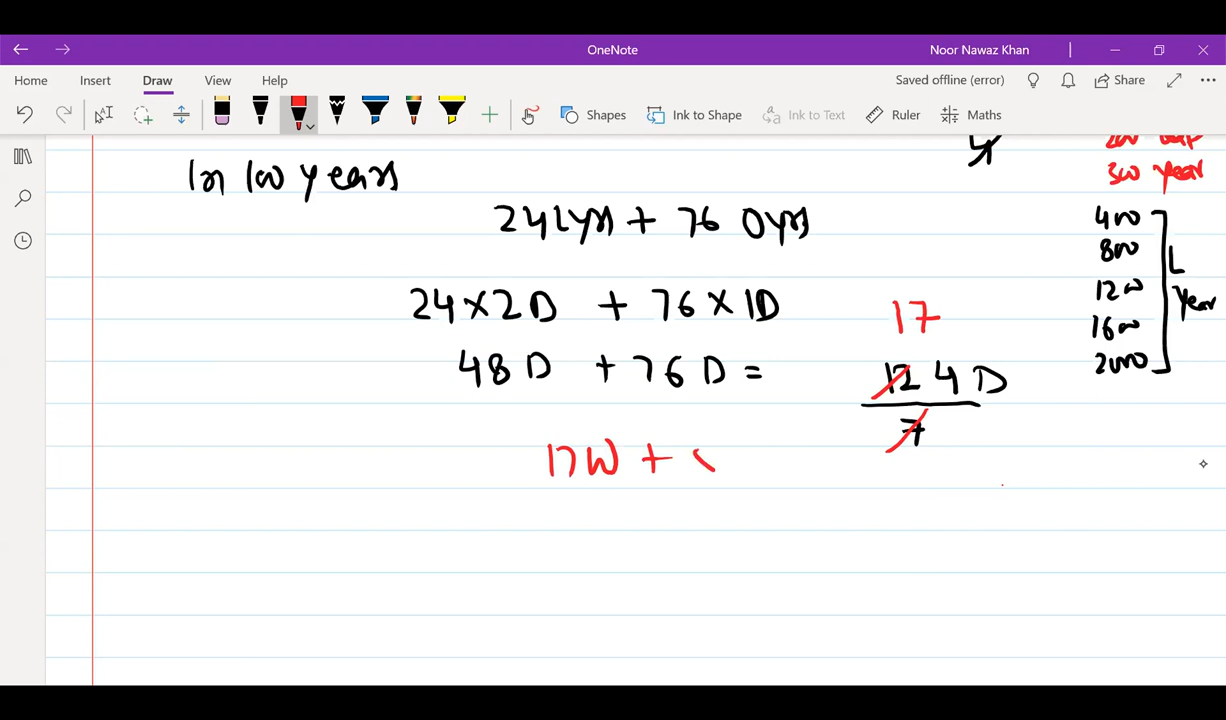 OneNote
Noor Nawaz Khan
Home Insert Draw View Help
Saved offline (error)
Share
Shapes
Ink to Shape
Ink to Text
Ruler
Maths
300 year
In 100 years
24 Lyrs + 76 Oyrs
400
800
1200
1600
2000
L
Year
24 × 2 D + 76 × 1D
17
48 D + 76 D =
124 D
7
17W +